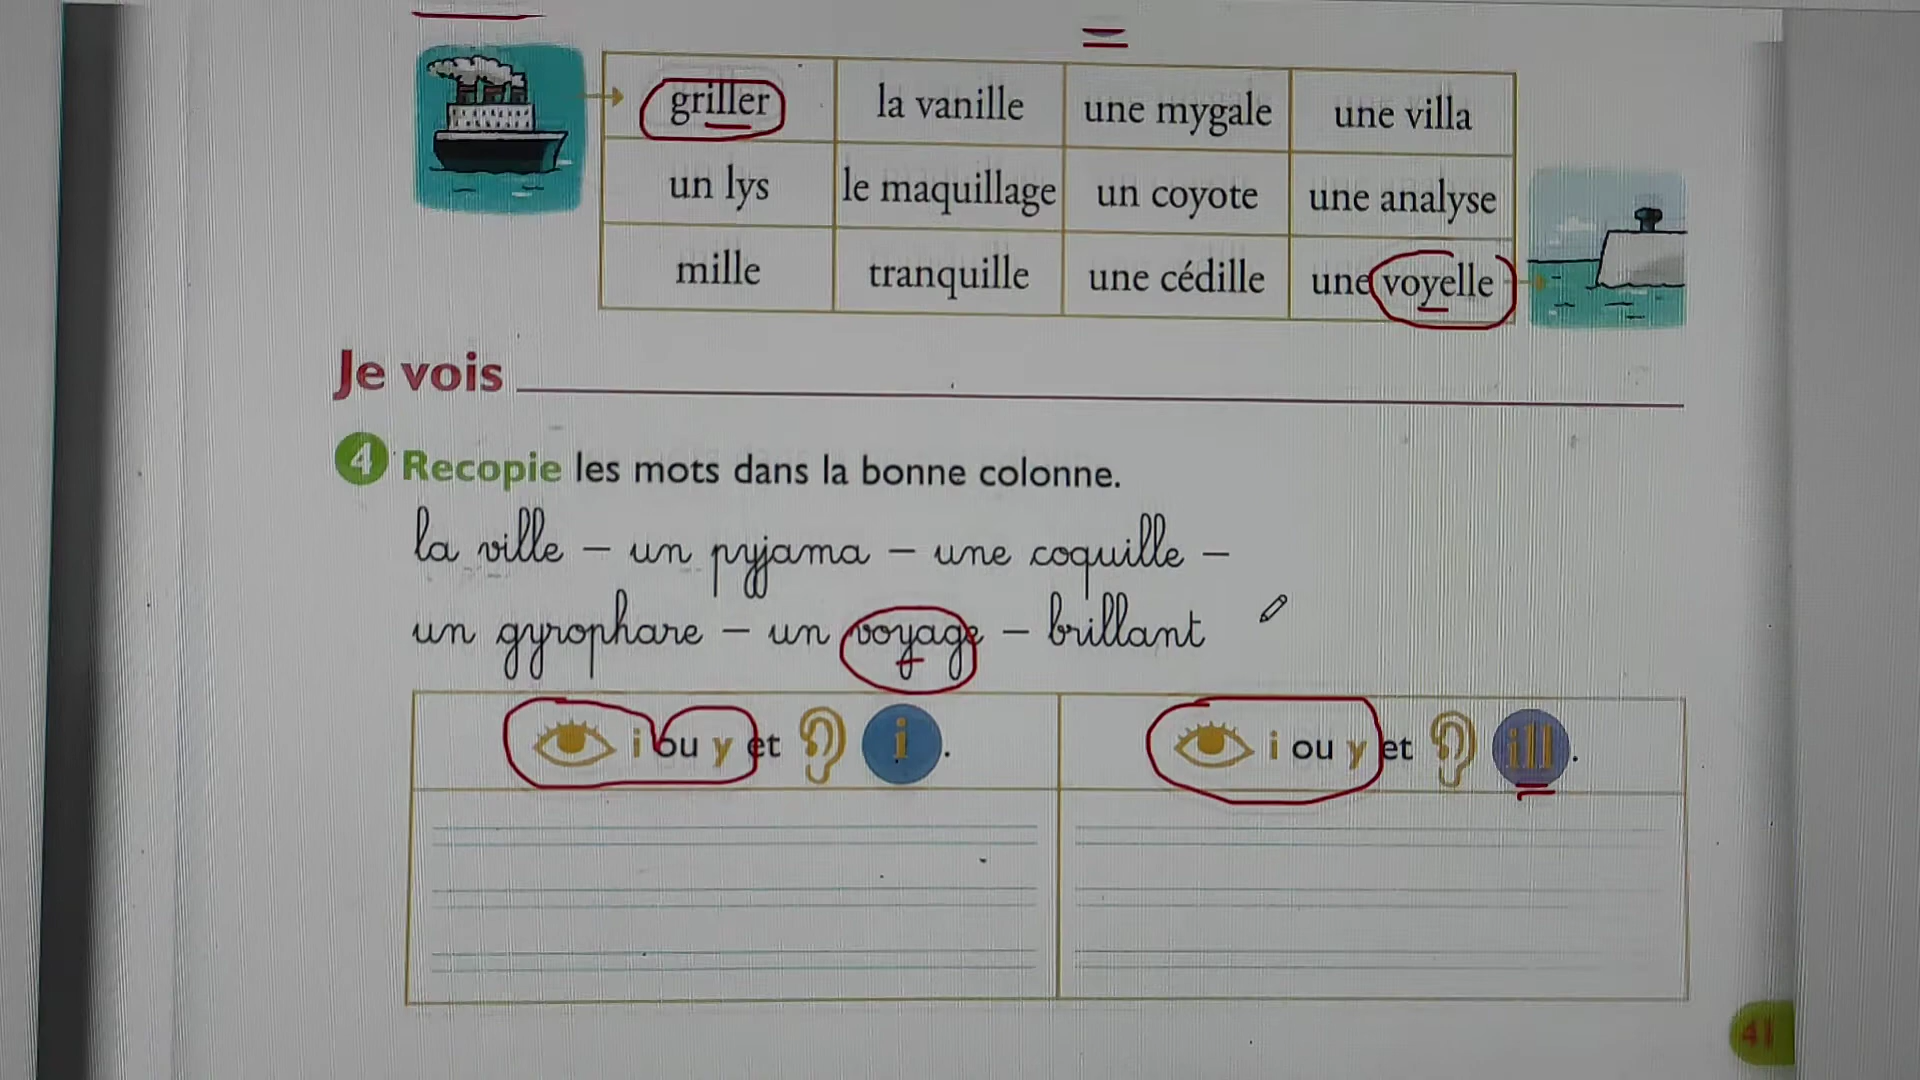 griller la vanille une mygale une villa
un lys le maquillage un coyote une analyse
mille tranquille une cédille une voyelle
Je vois
4 Recopie les mots dans la bonne colonne.
la ville – un pyjama – une coquille –
un gyrophare – un voyage – brillant
i ou y et i. i ou y et ill.
41